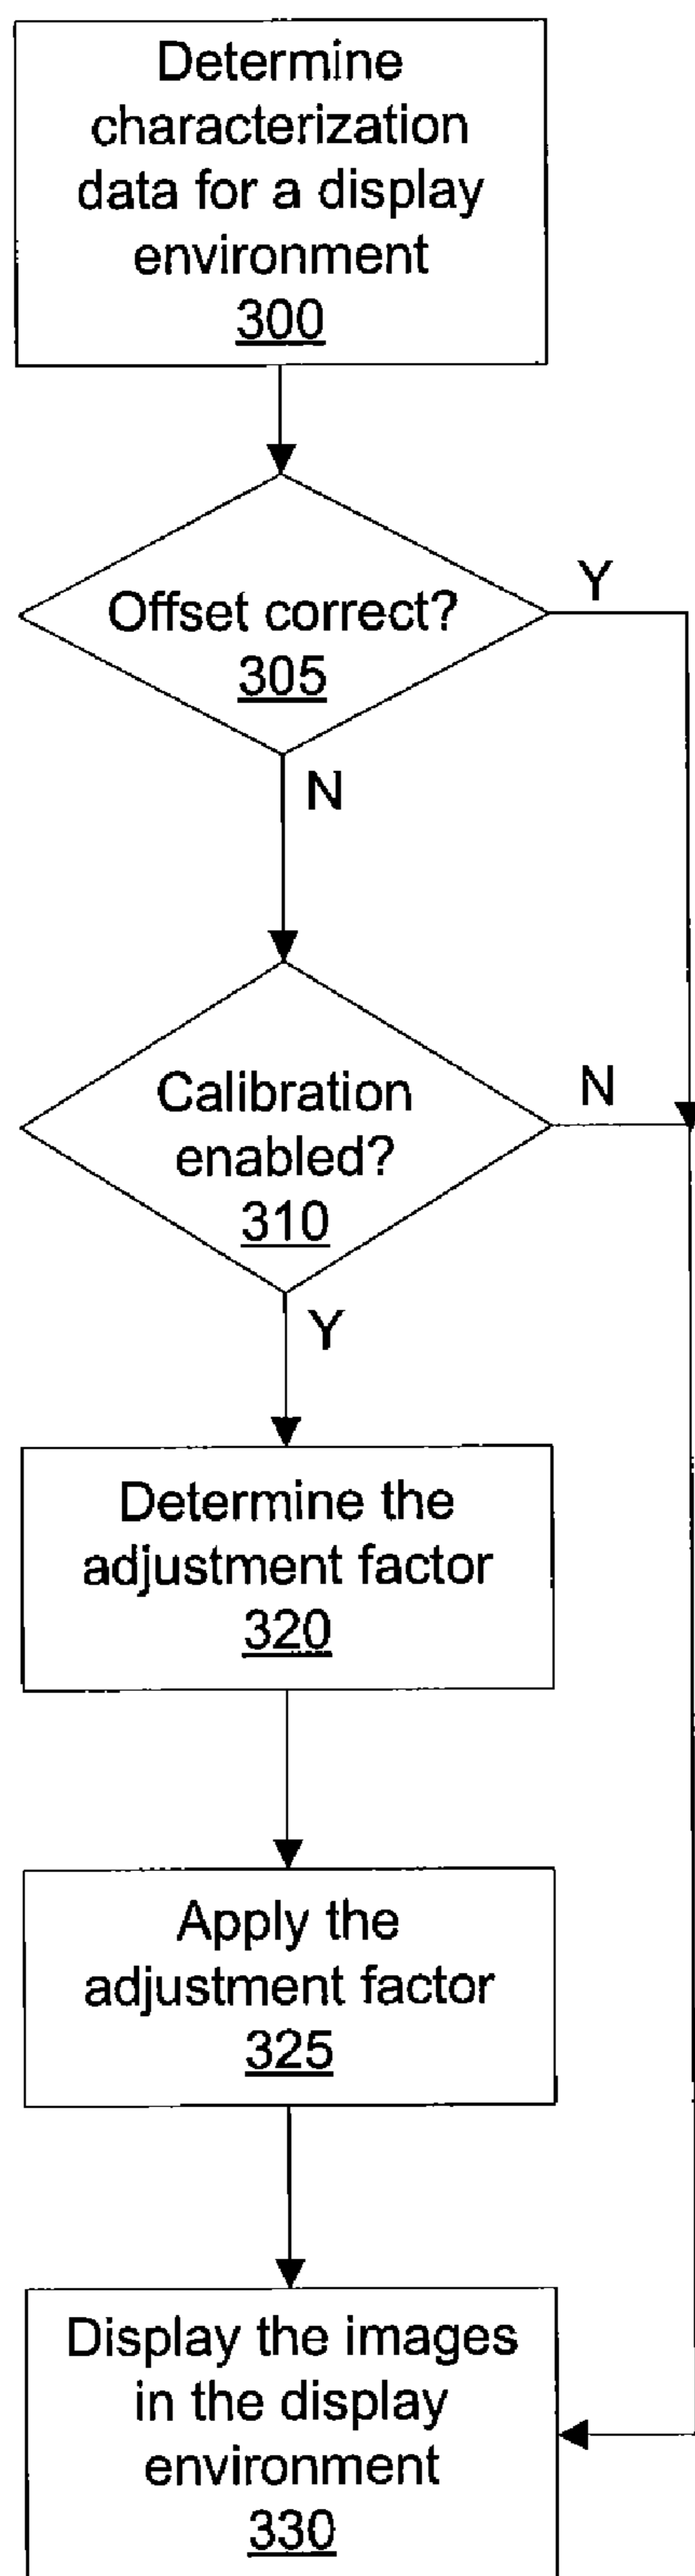 Determine
characterization
data for a display
environment
300
Offset correct?
305
Y
N
Calibration
enabled?
310
N
Y
Determine the
adjustment factor
320
Apply the
adjustment factor
325
Display the images
in the display
environment
330